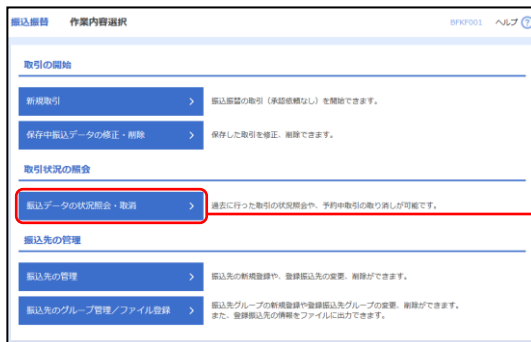 振込振替 作業内容選択 BFKF001 ヘルプ ?
取引の開始
新規取引 > 振込振替の取引（承認依頼なし）を開始できます。
保存中振込データの修正・削除 > 保存した取引を修正、削除できます。
取引状況の照会
振込データの状況照会・取消 > 過去に行った取引の状況照会や、予約中取引の取り消しが可能です。
振込先の管理
振込先の管理 > 振込先の新規登録や、登録振込先の変更、削除ができます。
振込先のグループ管理／ファイル登録 > 振込先グループの新規登録や登録振込先グループの変更、削除ができます。
また、登録振込先の情報をファイルに出力できます。